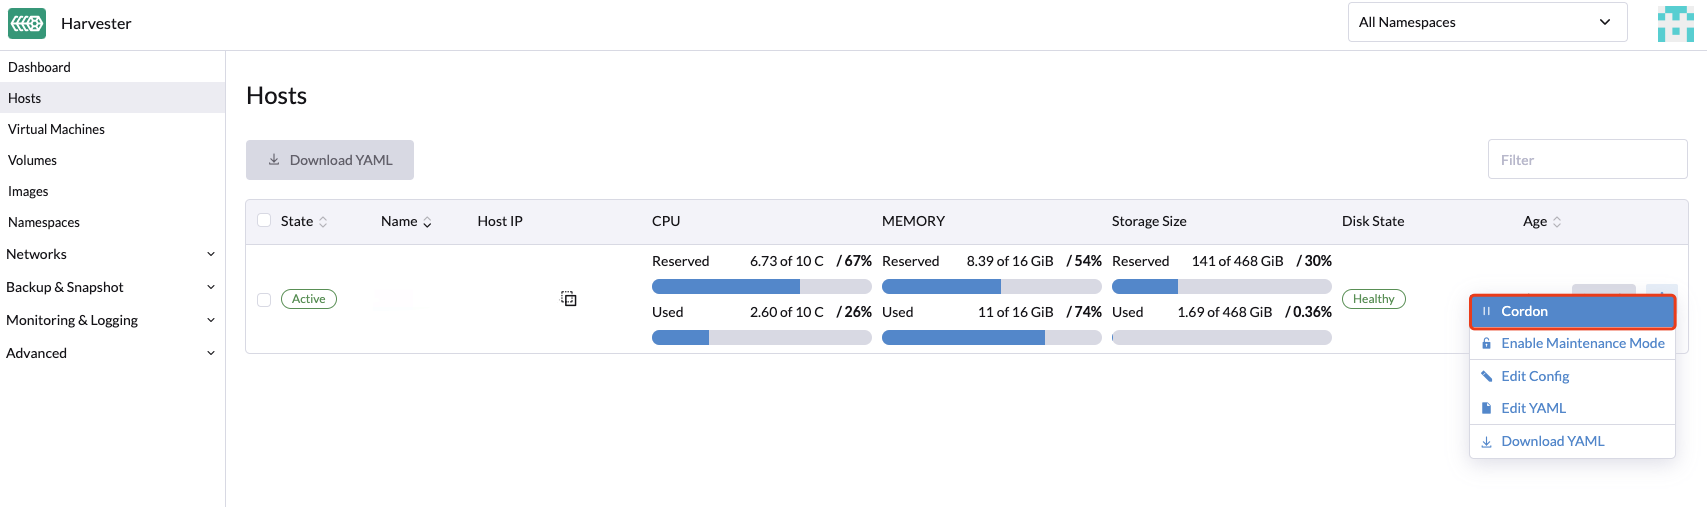 Harvester
All Namespaces
Dashboard
Hosts
Virtual Machines
Volumes
Images
Namespaces
Networks
Backup & Snapshot
Monitoring & Logging
Advanced
Hosts
Download YAML
Filter
State Name Host IP CPU MEMORY Storage Size Disk State Age
Reserved 6.73 of 10 C / 67% Reserved 8.39 of 16 GiB / 54% Reserved 141 of 468 GiB / 30%
Active Healthy
Used 2.60 of 10 C / 26% Used 11 of 16 GiB / 74% Used 1.69 of 468 GiB / 0.36%
Cordon
Enable Maintenance Mode
Edit Config
Edit YAML
Download YAML